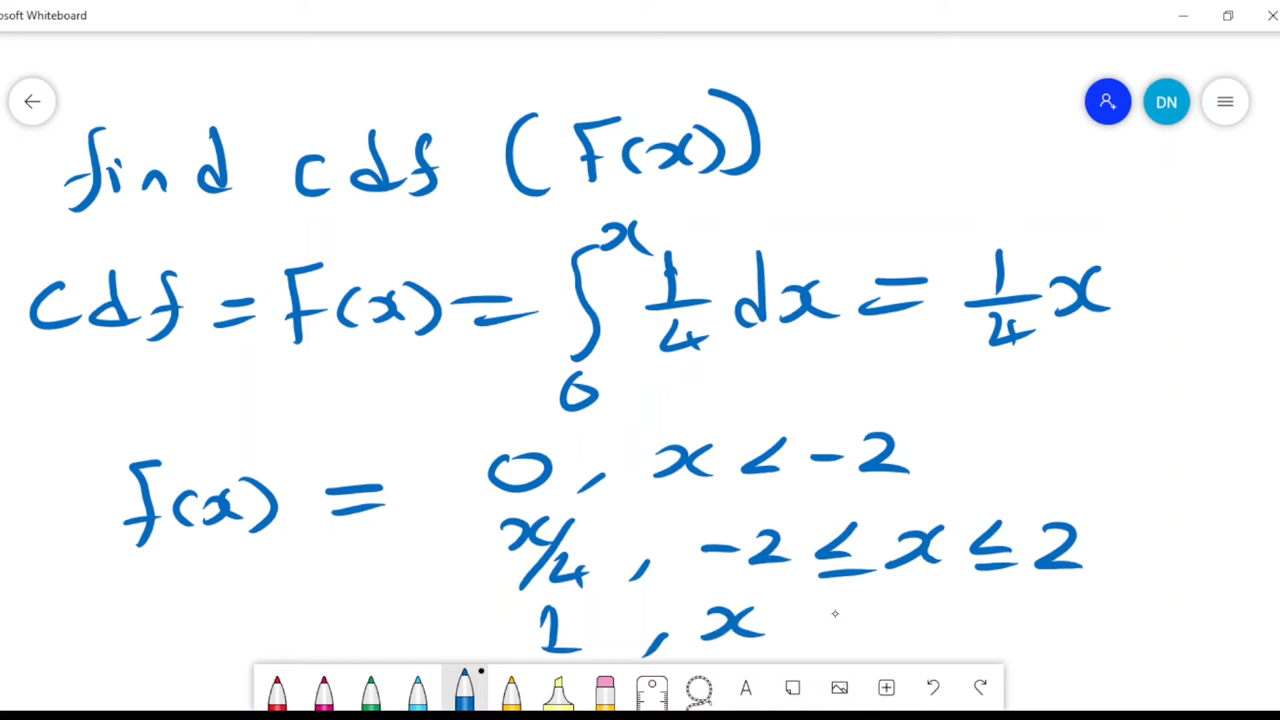 osoft Whiteboard
DN
find cdf (F(x))
cdf = F(x) = ∫₀ˣ 1/4 dx = 1/4 x
f(x) = 0 , x < -2
x/4 , -2 ≤ x ≤ 2
1 , x
A